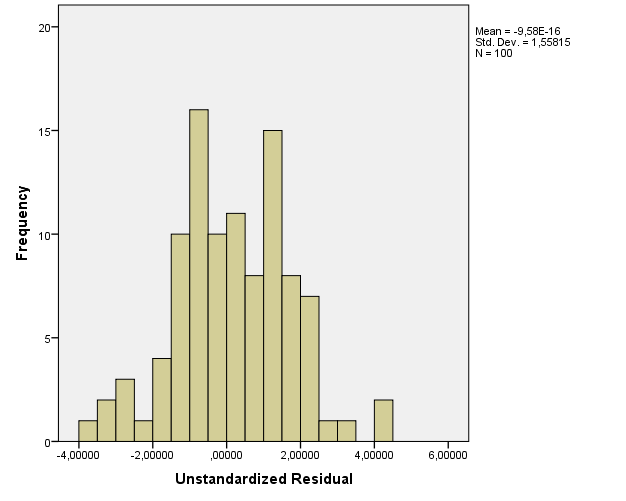 Mean = -9,58E-16
Std. Dev. = 1,55815
N = 100
20
15
10
5
0
Frequency
-4,00000 -2,00000 ,00000 2,00000 4,00000 6,00000
Unstandardized Residual